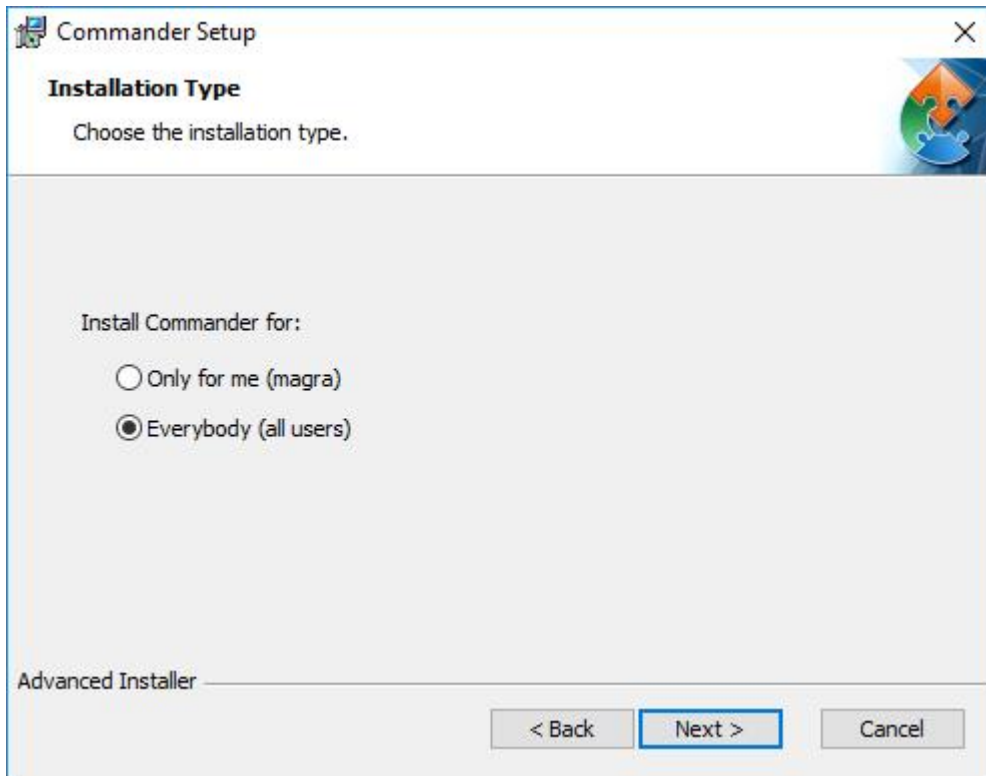 Commander Setup
Installation Type
Choose the installation type.
Install Commander for:
Only for me (magra)
Everybody (all users)
Advanced Installer
< Back Next > Cancel